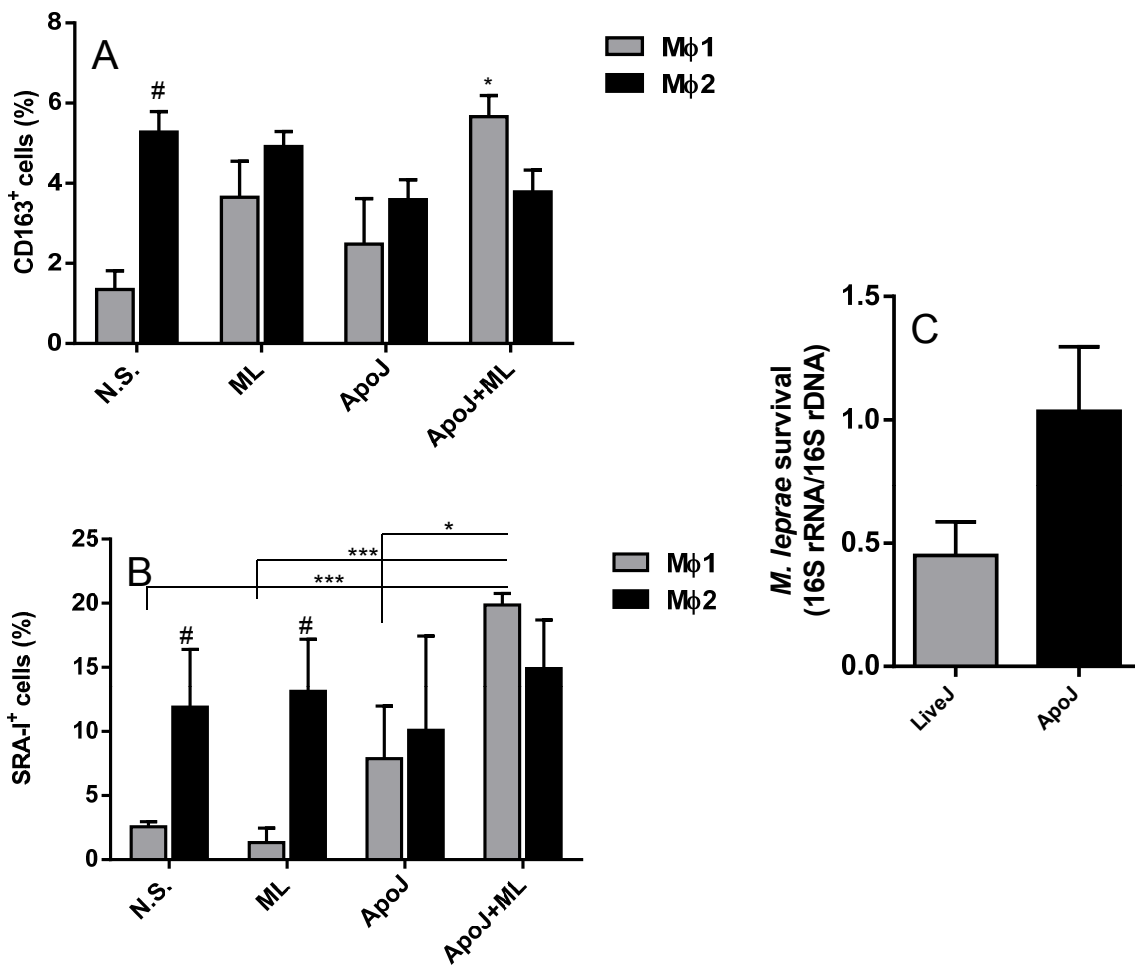 A
8
6
4
2
0
CD163+ cells (%)
#
*
N.S.
ML
ApoJ
ApoJ+ML
Mϕ1
Mϕ2
B
25
20
15
10
5
0
SRA-I+ cells (%)
*
***
***
#
#
N.S.
ML
ApoJ
ApoJ+ML
Mϕ1
Mϕ2
C
1.5
1.0
0.5
0.0
M. leprae survival
(16S rRNA/16S rDNA)
LiveJ
ApoJ